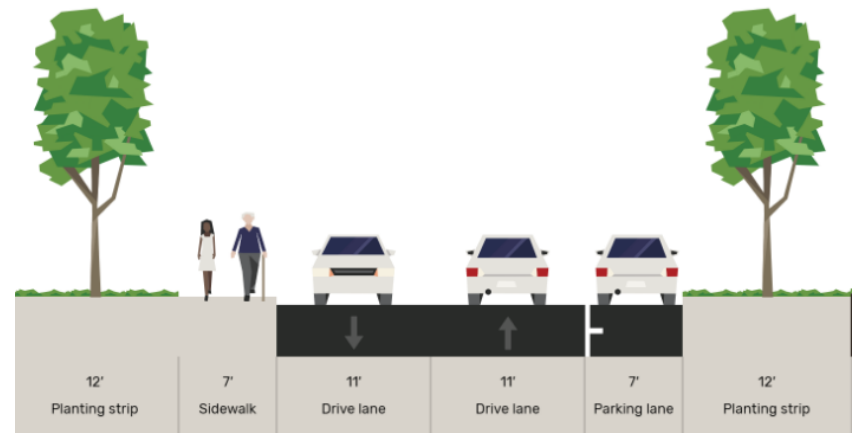 12' 7' 11' 11' 7' 12'
Planting strip Sidewalk Drive lane Drive lane Parking lane Planting strip